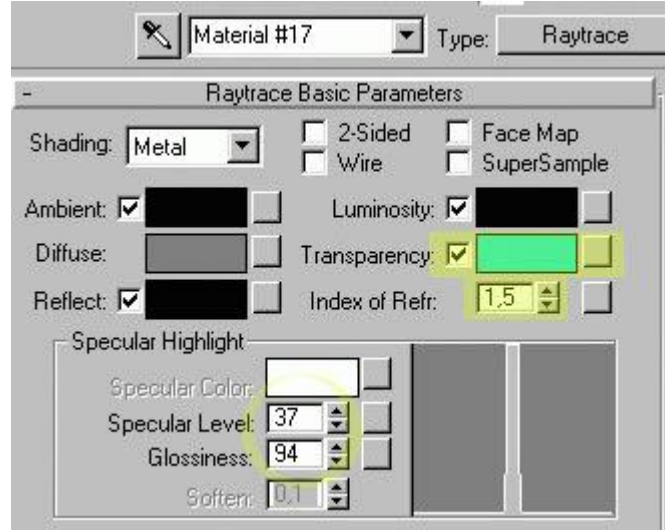 Material #17 Type: Raytrace
- Raytrace Basic Parameters
Shading: Metal 2-Sided Face Map
Wire SuperSample
Ambient: Luminosity:
Diffuse: Transparency:
Reflect: Index of Refr: 1,5
Specular Highlight
Specular Color:
Specular Level: 37
Glossiness: 94
Soften: 0,1